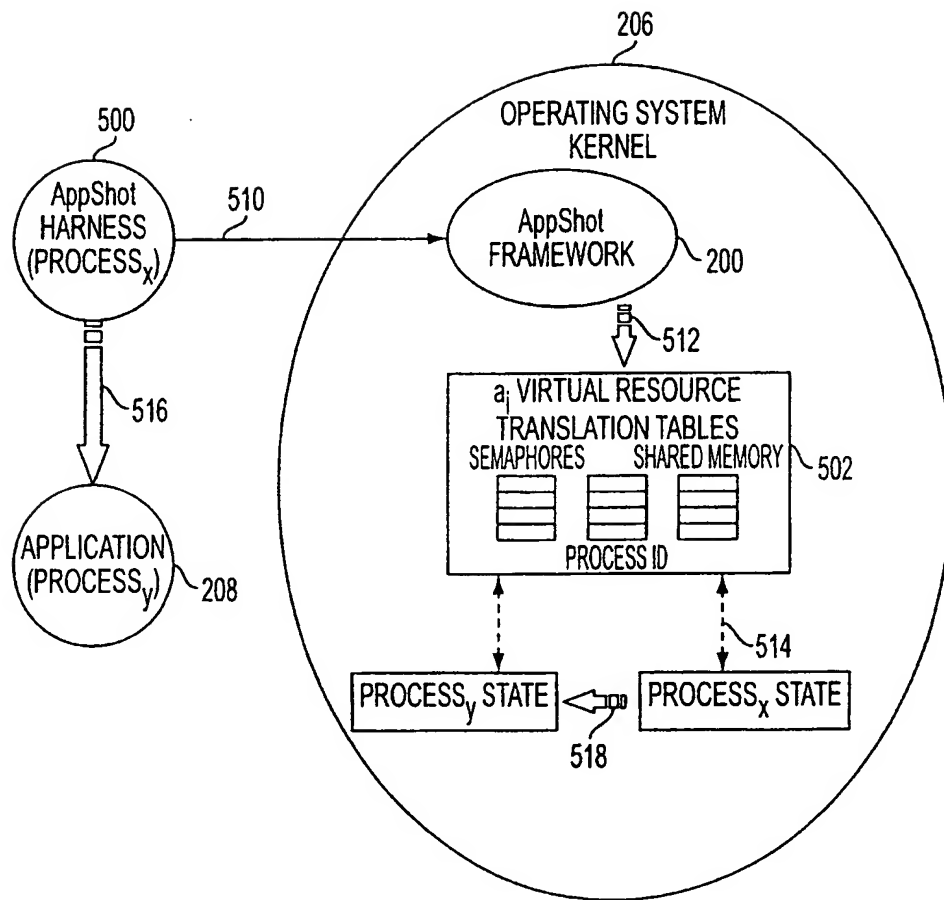 206
OPERATING SYSTEM
KERNEL
500
AppShot
HARNESS
(PROCESSx)
510
AppShot
FRAMEWORK
200
512
516
ai VIRTUAL RESOURCE
TRANSLATION TABLES
SEMAPHORES SHARED MEMORY
502
PROCESS ID
APPLICATION
(PROCESSy)
208
514
PROCESSy STATE
PROCESSx STATE
518